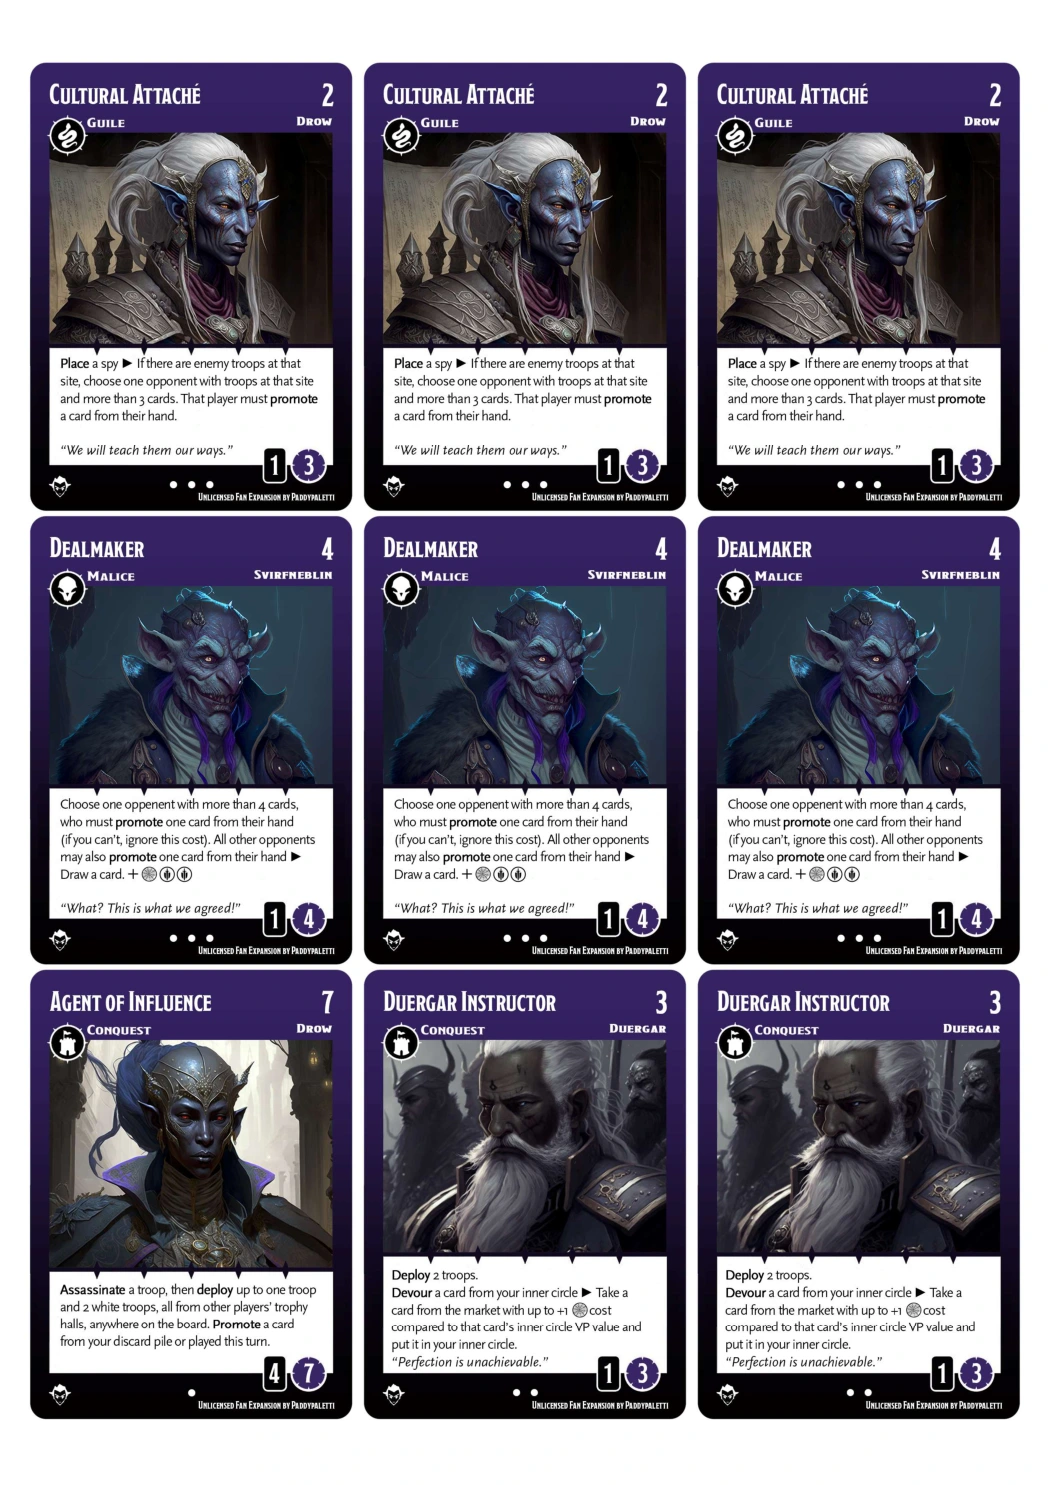 CULTURAL ATTACHÉ 2
GUILE DROW
Place a spy ► If there are enemy troops at that
site, choose one opponent with troops at that site
and more than 3 cards. That player must promote
a card from their hand.
“We will teach them our ways.”
1 3
UNLICENSED FAN EXPANSION BY PADDYPALETTI
CULTURAL ATTACHÉ 2
GUILE DROW
Place a spy ► If there are enemy troops at that
site, choose one opponent with troops at that site
and more than 3 cards. That player must promote
a card from their hand.
“We will teach them our ways.”
1 3
UNLICENSED FAN EXPANSION BY PADDYPALETTI
CULTURAL ATTACHÉ 2
GUILE DROW
Place a spy ► If there are enemy troops at that
site, choose one opponent with troops at that site
and more than 3 cards. That player must promote
a card from their hand.
“We will teach them our ways.”
1 3
UNLICENSED FAN EXPANSION BY PADDYPALETTI
DEALMAKER 4
MALICE SVIRFNEBLIN
Choose one oppenent with more than 4 cards,
who must promote one card from their hand
(if you can’t, ignore this cost). All other opponents
may also promote one card from their hand ►
Draw a card. +
“What? This is what we agreed!”
1 4
UNLICENSED FAN EXPANSION BY PADDYPALETTI
DEALMAKER 4
MALICE SVIRFNEBLIN
Choose one oppenent with more than 4 cards,
who must promote one card from their hand
(if you can’t, ignore this cost). All other opponents
may also promote one card from their hand ►
Draw a card. +
“What? This is what we agreed!”
1 4
UNLICENSED FAN EXPANSION BY PADDYPALETTI
DEALMAKER 4
MALICE SVIRFNEBLIN
Choose one oppenent with more than 4 cards,
who must promote one card from their hand
(if you can’t, ignore this cost). All other opponents
may also promote one card from their hand ►
Draw a card. +
“What? This is what we agreed!”
1 4
UNLICENSED FAN EXPANSION BY PADDYPALETTI
AGENT OF INFLUENCE 7
CONQUEST DROW
Assassinate a troop, then deploy up to one troop
and 2 white troops, all from other players’ trophy
halls, anywhere on the board. Promote a card
from your discard pile or played this turn.
4 7
UNLICENSED FAN EXPANSION BY PADDYPALETTI
DUERGAR INSTRUCTOR 3
CONQUEST DUERGAR
Deploy 2 troops.
Devour a card from your inner circle ► Take a
card from the market with up to +1 cost
compared to that card’s inner circle VP value and
put it in your inner circle.
“Perfection is unachievable.”
1 3
UNLICENSED FAN EXPANSION BY PADDYPALETTI
DUERGAR INSTRUCTOR 3
CONQUEST DUERGAR
Deploy 2 troops.
Devour a card from your inner circle ► Take a
card from the market with up to +1 cost
compared to that card’s inner circle VP value and
put it in your inner circle.
“Perfection is unachievable.”
1 3
UNLICENSED FAN EXPANSION BY PADDYPALETTI